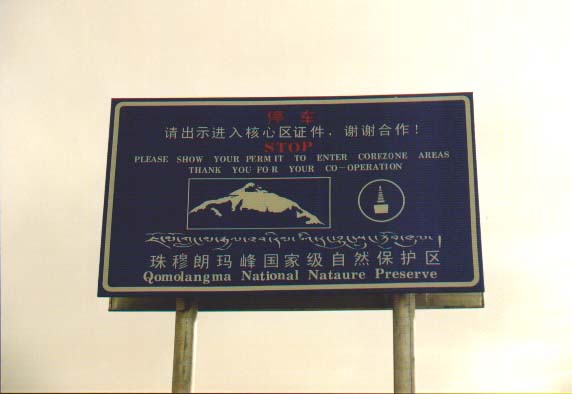 停车
请出示进入核心区证件，谢谢合作！
STOP
PLEASE SHOW YOUR PERMIT TO ENTER COREZONE AREAS
THANK YOU FOR YOUR CO-OPERATION
珠穆朗玛峰国家级自然保护区
Qomolangma National Nataure Preserve